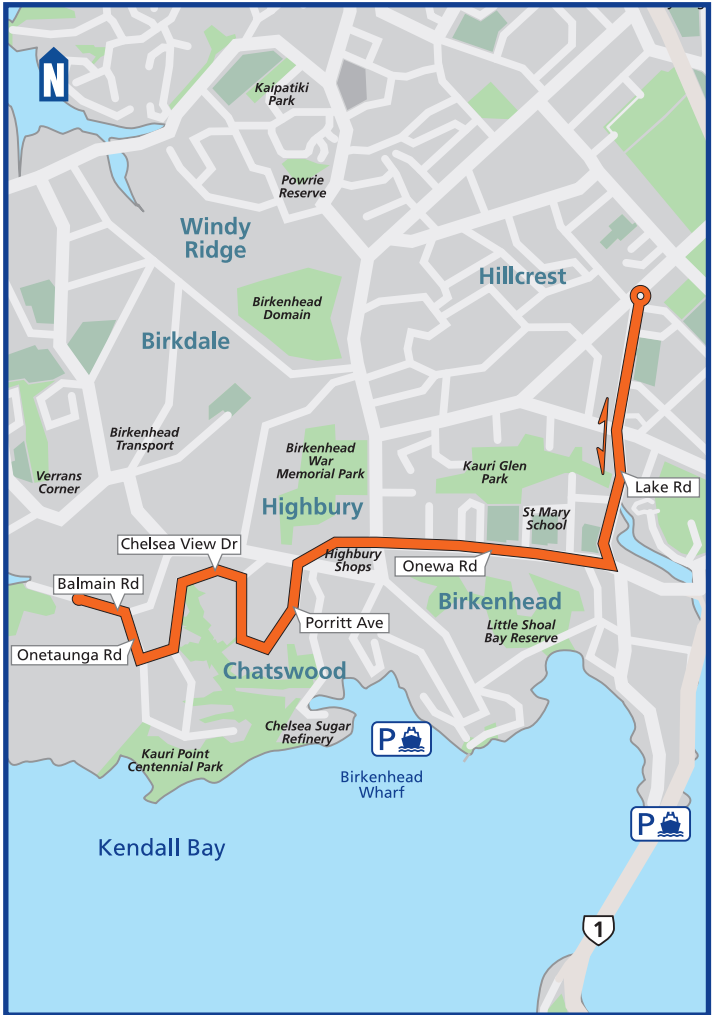 N
Kaipatiki
Park
Powrie
Reserve
Windy
Ridge
Hillcrest
Birkenhead
Domain
Birkdale
Birkenhead
Transport
Birkenhead
War
Memorial Park
Kauri Glen
Park
Verrans
Corner
Lake Rd
Highbury
St Mary
School
Chelsea View Dr
Highbury
Shops
Onewa Rd
Balmain Rd
Birkenhead
Porritt Ave
Little Shoal
Bay Reserve
Onetaunga Rd
Chatswood
Chelsea Sugar
Refinery
P
Kauri Point
Centennial Park
Birkenhead
Wharf
P
Kendall Bay
1